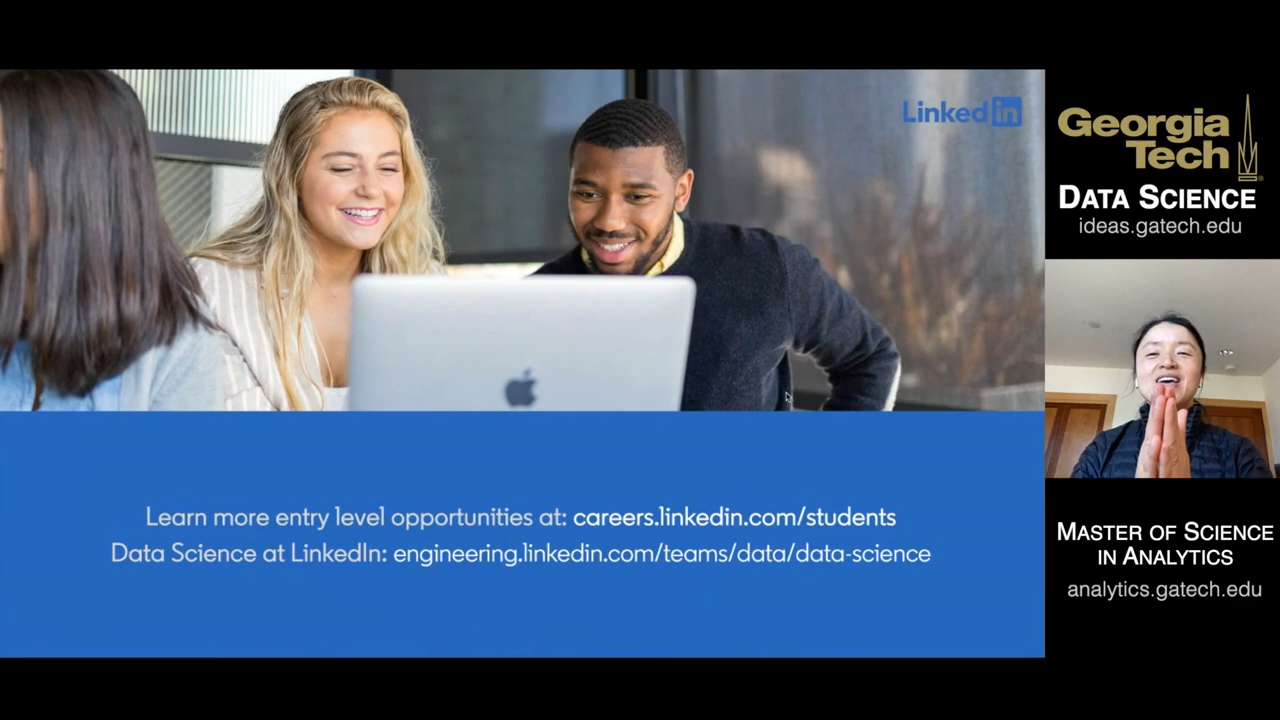 LinkedIn
Learn more entry level opportunities at: careers.linkedin.com/students
Data Science at LinkedIn: engineering.linkedin.com/teams/data/data-science
Georgia
Tech
DATA SCIENCE
ideas.gatech.edu
MASTER OF SCIENCE
IN ANALYTICS
analytics.gatech.edu